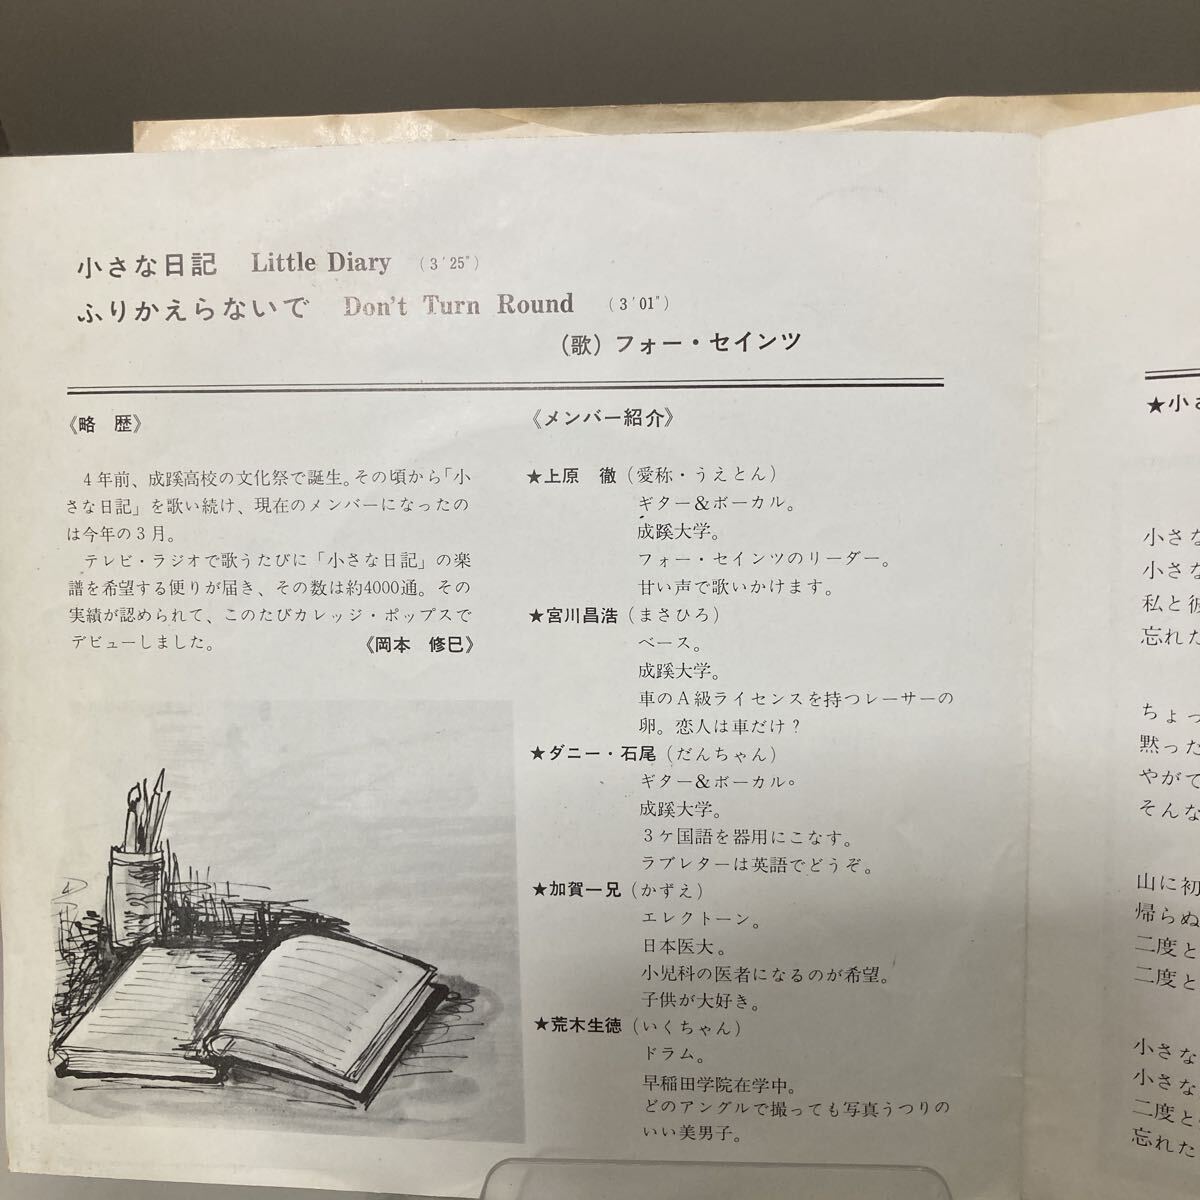 小さな日記 Little Diary (3′25″)
ふりかえらないで Don't Turn Round (3′01″)
(歌) フォー・セインツ
《略 歴》
4年前、成蹊高校の文化祭で誕生。その頃から「小
さな日記」を歌い続け、現在のメンバーになったの
は今年の3月。
テレビ・ラジオで歌うたびに「小さな日記」の楽
譜を希望する便りが届き、その数は約4000通。その
実績が認められて、このたびカレッジ・ポップスで
デビューしました。 《岡本 修巳》
《メンバー紹介》
★上原 徹 (愛称・うえとん)
ギター&ボーカル。
成蹊大学。
フォー・セインツのリーダー。
甘い声で歌いかけます。
★宮川昌浩 (まさひろ)
ベース。
成蹊大学。
車のA級ライセンスを持つレーサーの
卵。恋人は車だけ?
★ダニー・石尾 (だんちゃん)
ギター&ボーカル。
成蹊大学。
3ケ国語を器用にこなす。
ラブレターは英語でどうぞ。
★加賀一兄 (かずえ)
エレクトーン。
日本医大。
小児科の医者になるのが希望。
子供が大好き。
★荒木生徳 (いくちゃん)
ドラム。
早稲田学院在学中。
どのアングルで撮っても写真うつりの
いい美男子。
★小さ
小さな
小さな
私と彼
忘れた
ちょっ
黙った
やがて
そんな
山に初
帰らぬ
二度と
二度と
小さな
小さな
二度と
忘れた